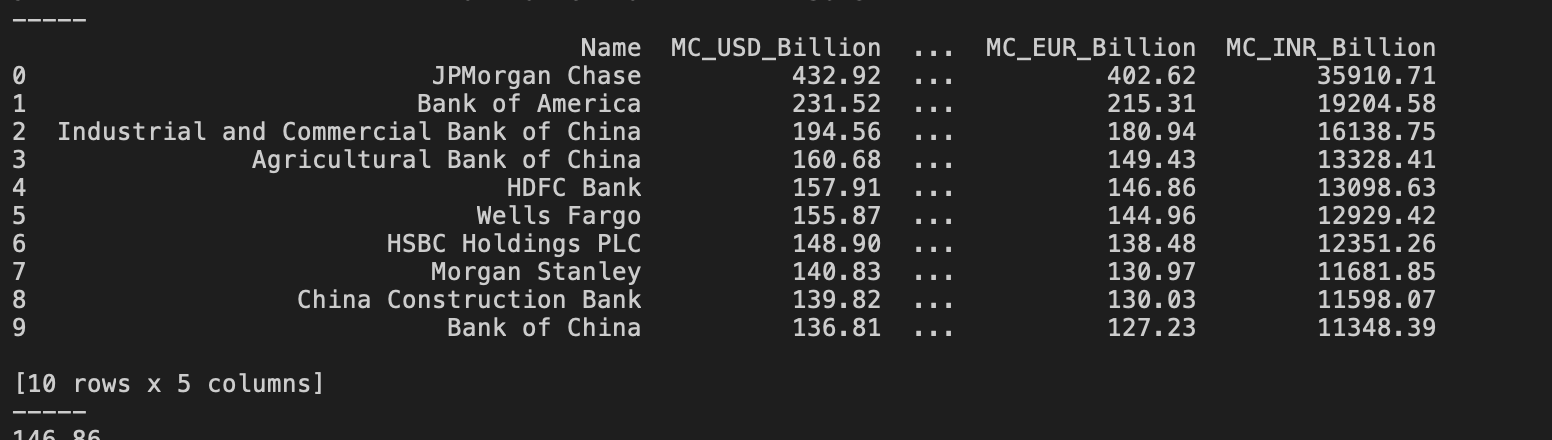 -----
Name MC_USD_Billion ... MC_EUR_Billion MC_INR_Billion
0 JPMorgan Chase 432.92 ... 402.62 35910.71
1 Bank of America 231.52 ... 215.31 19204.58
2 Industrial and Commercial Bank of China 194.56 ... 180.94 16138.75
3 Agricultural Bank of China 160.68 ... 149.43 13328.41
4 HDFC Bank 157.91 ... 146.86 13098.63
5 Wells Fargo 155.87 ... 144.96 12929.42
6 HSBC Holdings PLC 148.90 ... 138.48 12351.26
7 Morgan Stanley 140.83 ... 130.97 11681.85
8 China Construction Bank 139.82 ... 130.03 11598.07
9 Bank of China 136.81 ... 127.23 11348.39
[10 rows x 5 columns]
-----
146.86